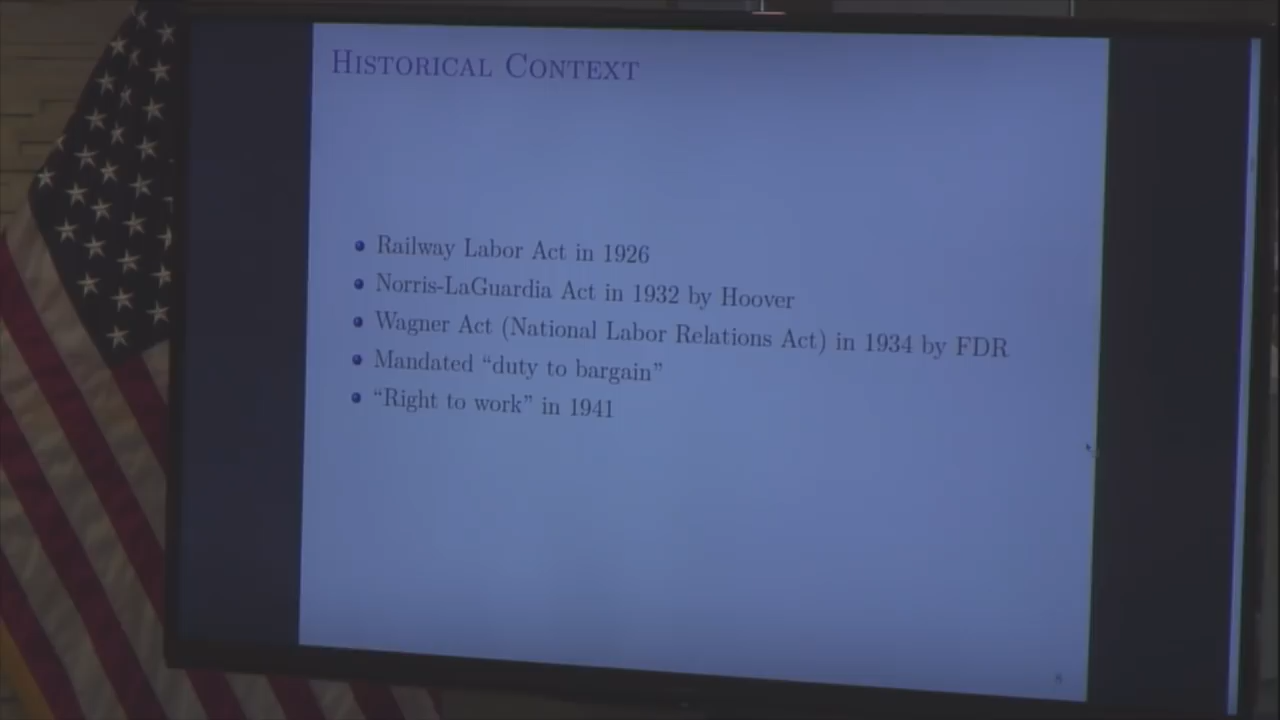 HISTORICAL CONTEXT
Railway Labor Act in 1926
Norris-LaGuardia Act in 1932 by Hoover
Wagner Act (National Labor Relations Act) in 1934 by FDR
Mandated “duty to bargain”
“Right to work” in 1941
8